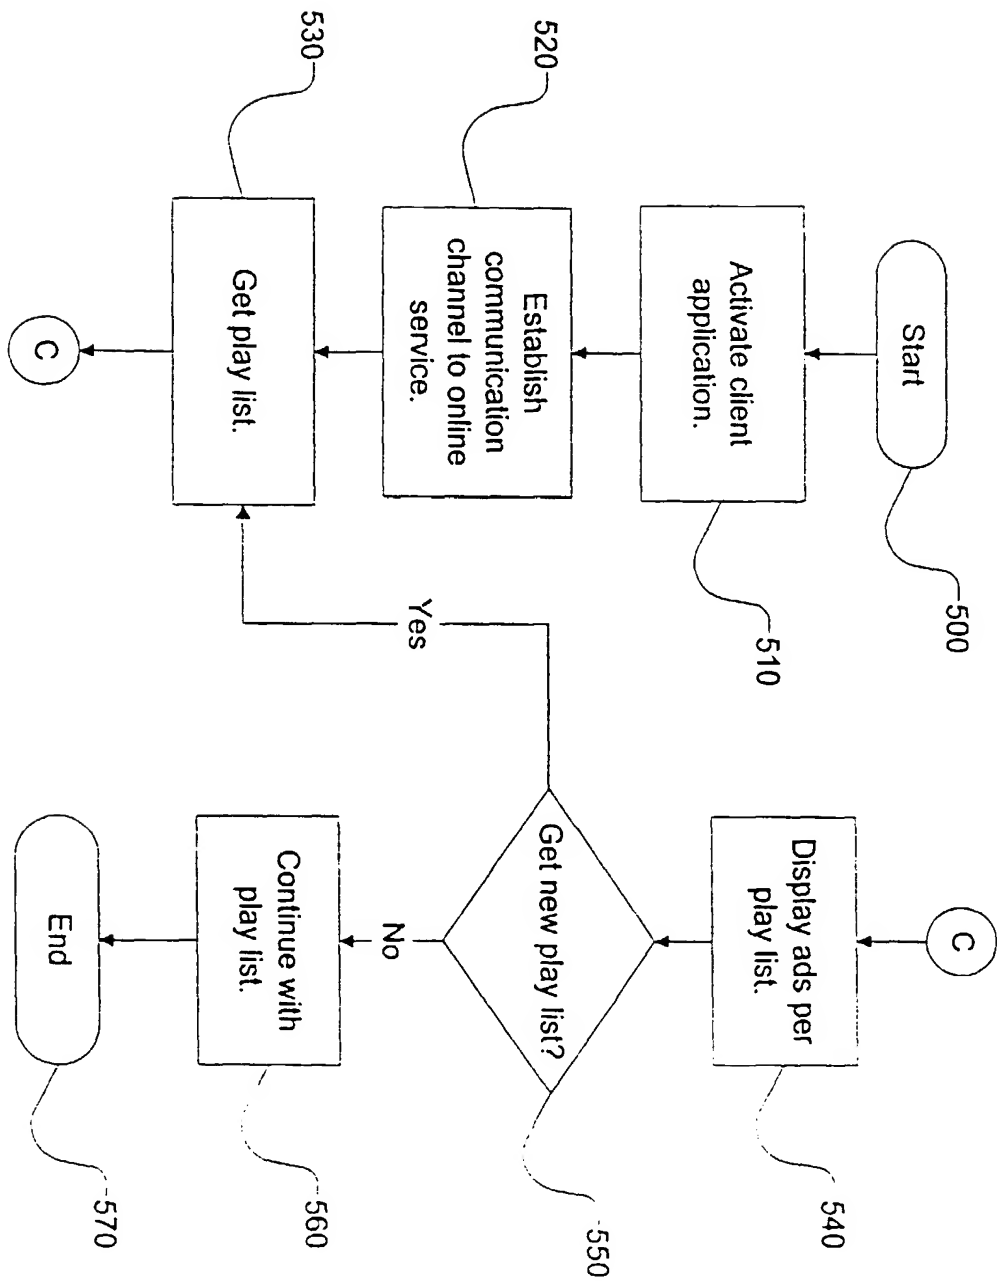 Start
500
Activate client
application.
510
520
Establish
communication
channel to online
service.
530
Get play list.
C
C
Display ads per
play list.
540
Get new play list?
550
Yes
No
Continue with
play list.
560
End
570